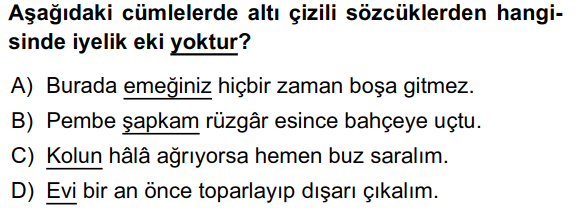 Aşağıdaki cümlelerde altı çizili sözcüklerden hangi-
sinde iyelik eki yoktur?
A) Burada emeğiniz hiçbir zaman boşa gitmez.
B) Pembe şapkam rüzgâr esince bahçeye uçtu.
C) Kolun hâlâ ağrıyorsa hemen buz saralım.
D) Evi bir an önce toparlayıp dışarı çıkalım.